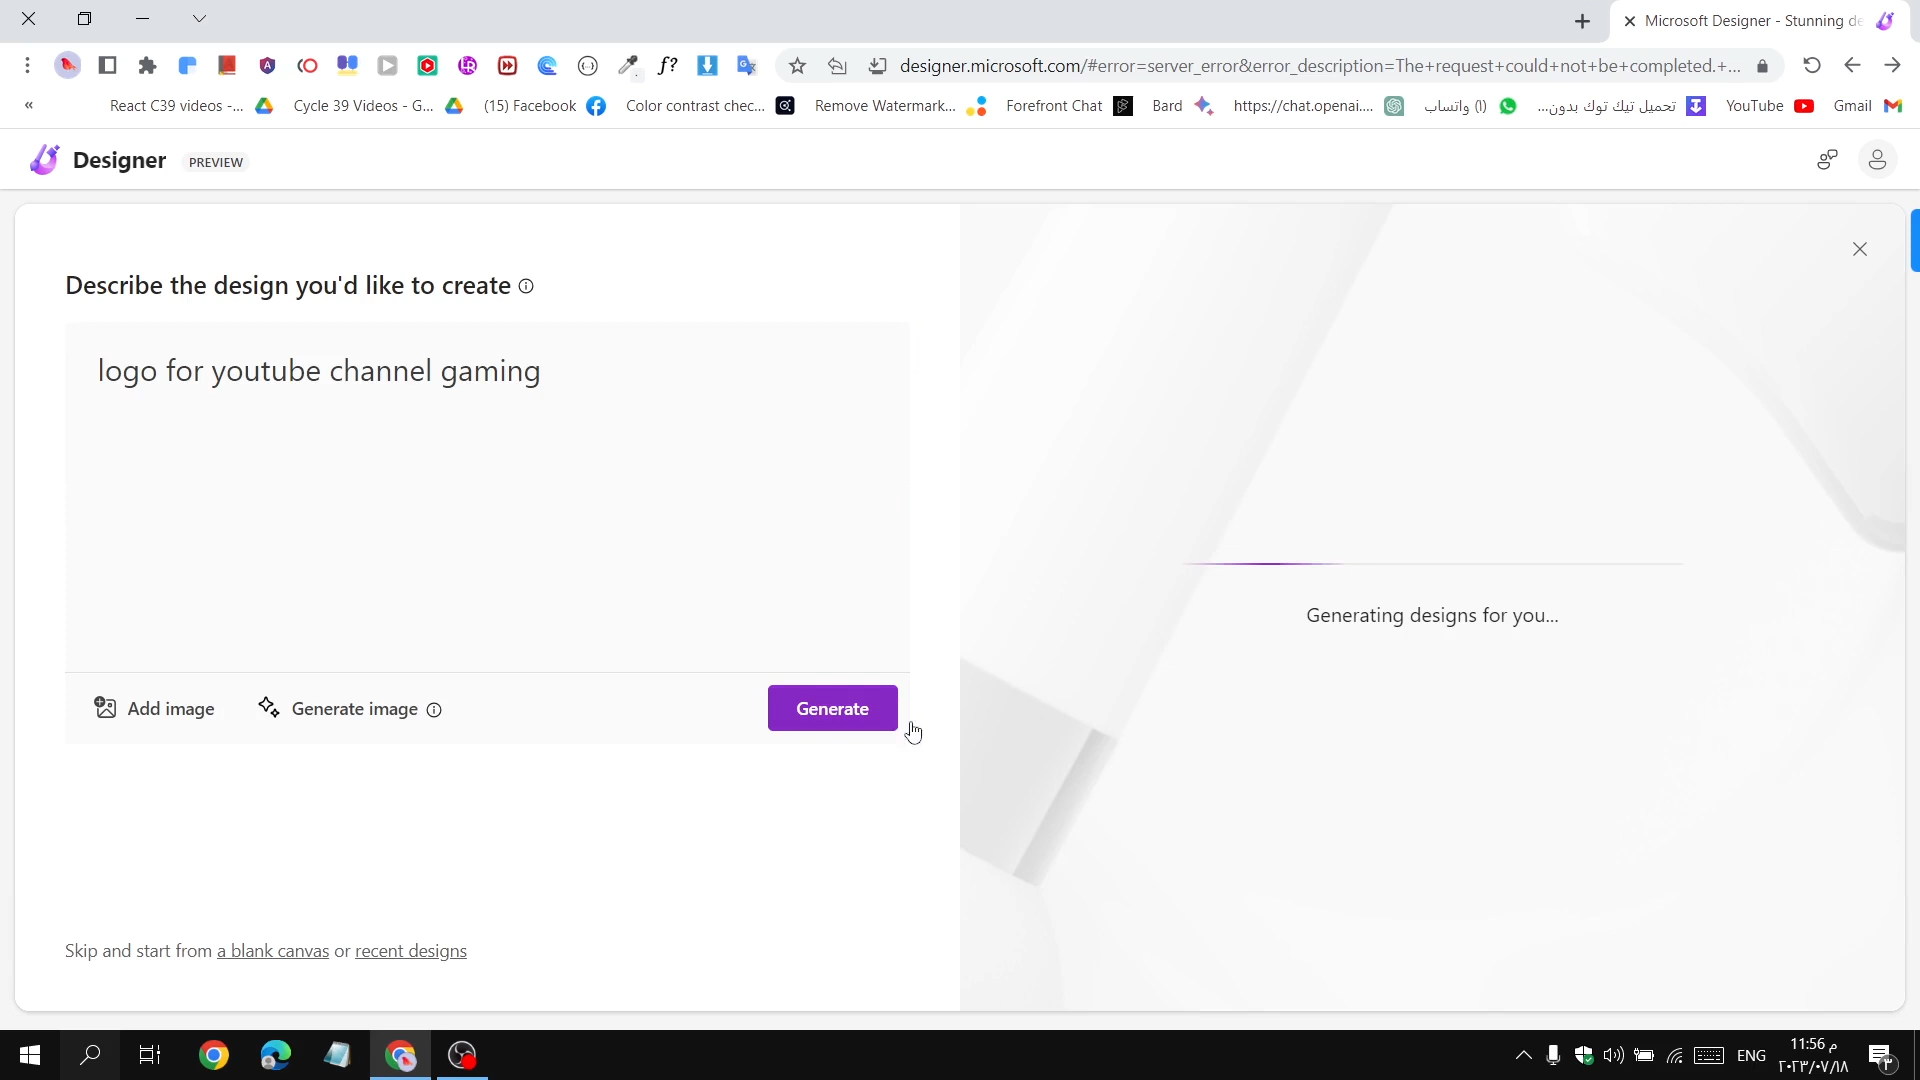 Microsoft Designer - Stunning de
designer.microsoft.com/#error=server_error&error_description=The+request+could+not+be+completed.+...
React C39 videos -...
Cycle 39 Videos - G...
(15) Facebook
Color contrast chec...
Remove Watermark...
Forefront Chat
Bard
https://chat.openai....
(١) واتساب
تحميل تيك توك بدون...
YouTube
Gmail
Designer
PREVIEW
Describe the design you'd like to create
logo for youtube channel gaming
Add image
Generate image
Generate
Generating designs for you...
Skip and start from a blank canvas or recent designs
ENG
11:56 م
٢٠٢٣/٠٧/١٨
٣